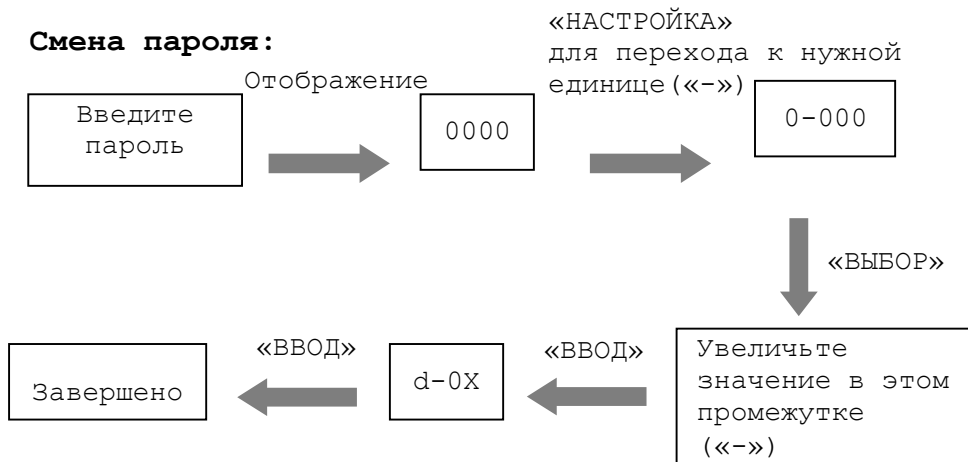 Смена пароля:
«НАСТРОЙКА»
для перехода к нужной
единице(«-»)
Отображение
Введите
пароль
0000
0-000
«ВЫБОР»
Увеличьте
значение в этом
промежутке
(«-»)
«ВВОД»
d-0X
«ВВОД»
Завершено